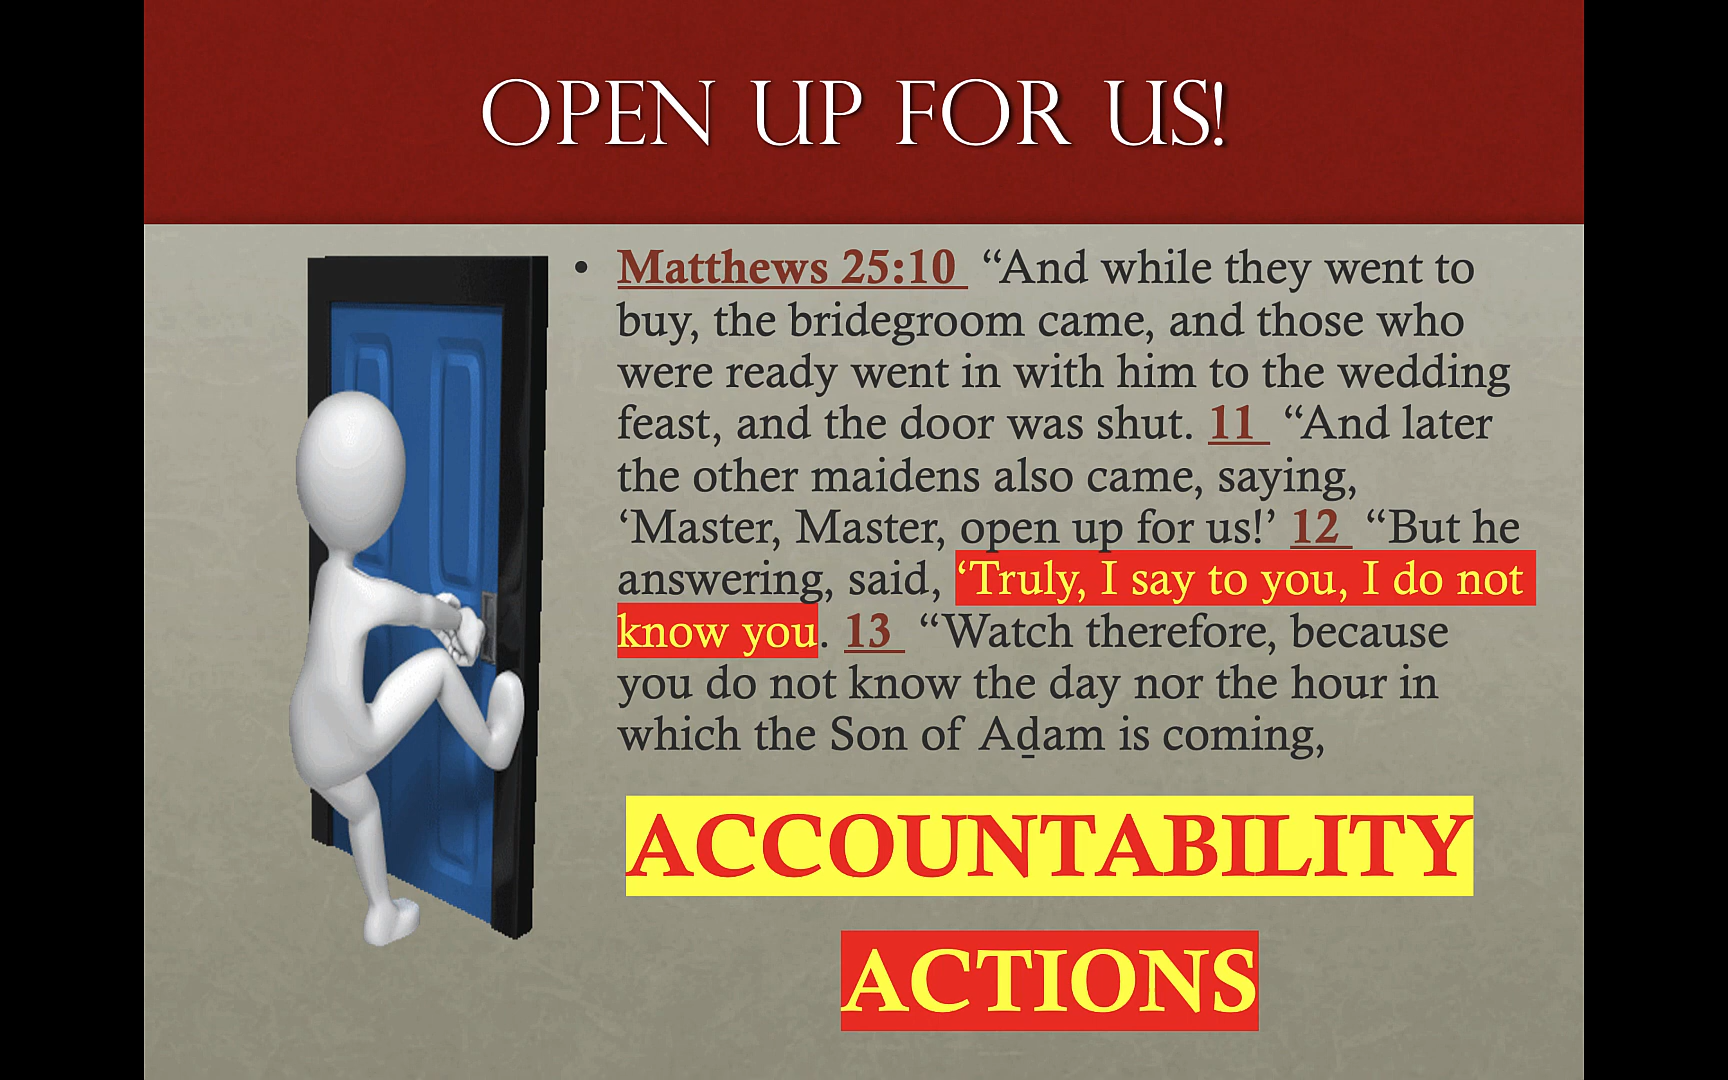 OPEN UP FOR US!
• Matthews 25:10 “And while they went to
buy, the bridegroom came, and those who
were ready went in with him to the wedding
feast, and the door was shut. 11 “And later
the other maidens also came, saying,
‘Master, Master, open up for us!’ 12 “But he
answering, said, ‘Truly, I say to you, I do not
know you. 13 “Watch therefore, because
you do not know the day nor the hour in
which the Son of Aḏam is coming,
ACCOUNTABILITY
ACTIONS